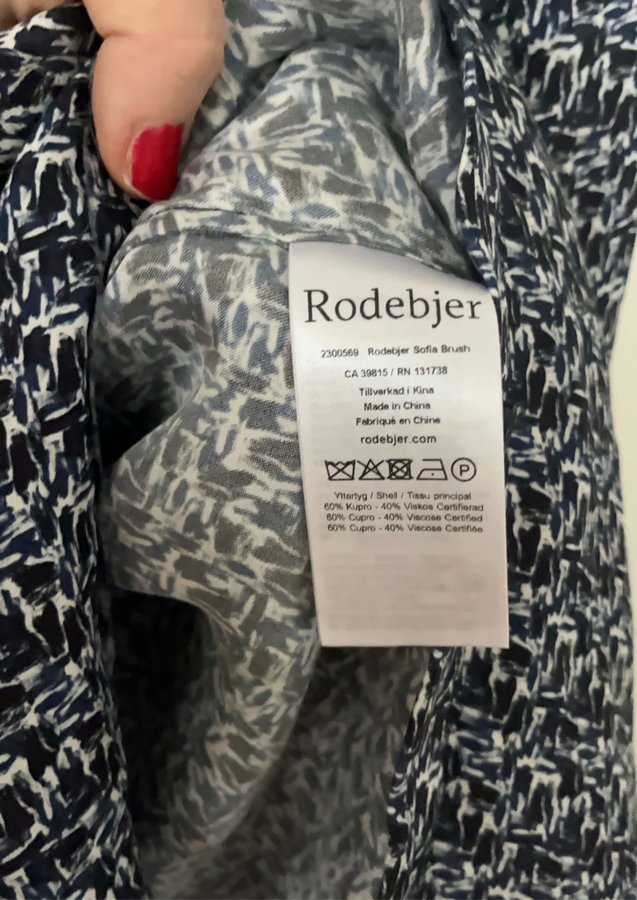 Rodebjer
2300569 Rodebjer Sofia Brush
CA 39815 / RN 131738
Tillverkad i Kina
Made in China
Fabriqué en Chine
rodebjer.com
P
Yttertyg / Shell / Tissu principal
60% Kupro - 40% Viskos Certifierad
60% Cupro - 40% Viscose Certified
60% Cupro - 40% Viscose Certifiée